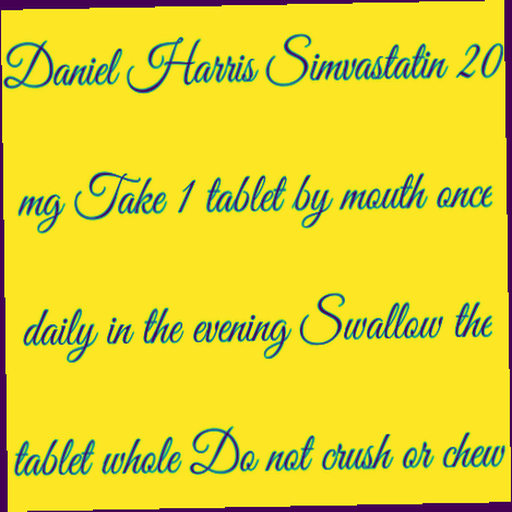 Daniel Harris Simvastatin 20
mg Take 1 tablet by mouth once
daily in the evening Swallow the
tablet whole Do not crush or chew